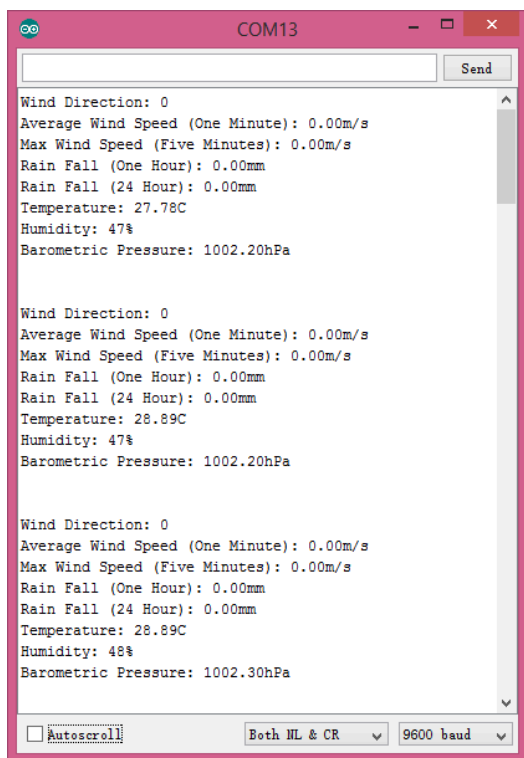 COM13
Send
Wind Direction: 0
Average Wind Speed (One Minute): 0.00m/s
Max Wind Speed (Five Minutes): 0.00m/s
Rain Fall (One Hour): 0.00mm
Rain Fall (24 Hour): 0.00mm
Temperature: 27.78C
Humidity: 47%
Barometric Pressure: 1002.20hPa
Wind Direction: 0
Average Wind Speed (One Minute): 0.00m/s
Max Wind Speed (Five Minutes): 0.00m/s
Rain Fall (One Hour): 0.00mm
Rain Fall (24 Hour): 0.00mm
Temperature: 28.89C
Humidity: 47%
Barometric Pressure: 1002.20hPa
Wind Direction: 0
Average Wind Speed (One Minute): 0.00m/s
Max Wind Speed (Five Minutes): 0.00m/s
Rain Fall (One Hour): 0.00mm
Rain Fall (24 Hour): 0.00mm
Temperature: 28.89C
Humidity: 48%
Barometric Pressure: 1002.30hPa
Autoscroll Both NL & CR 9600 baud